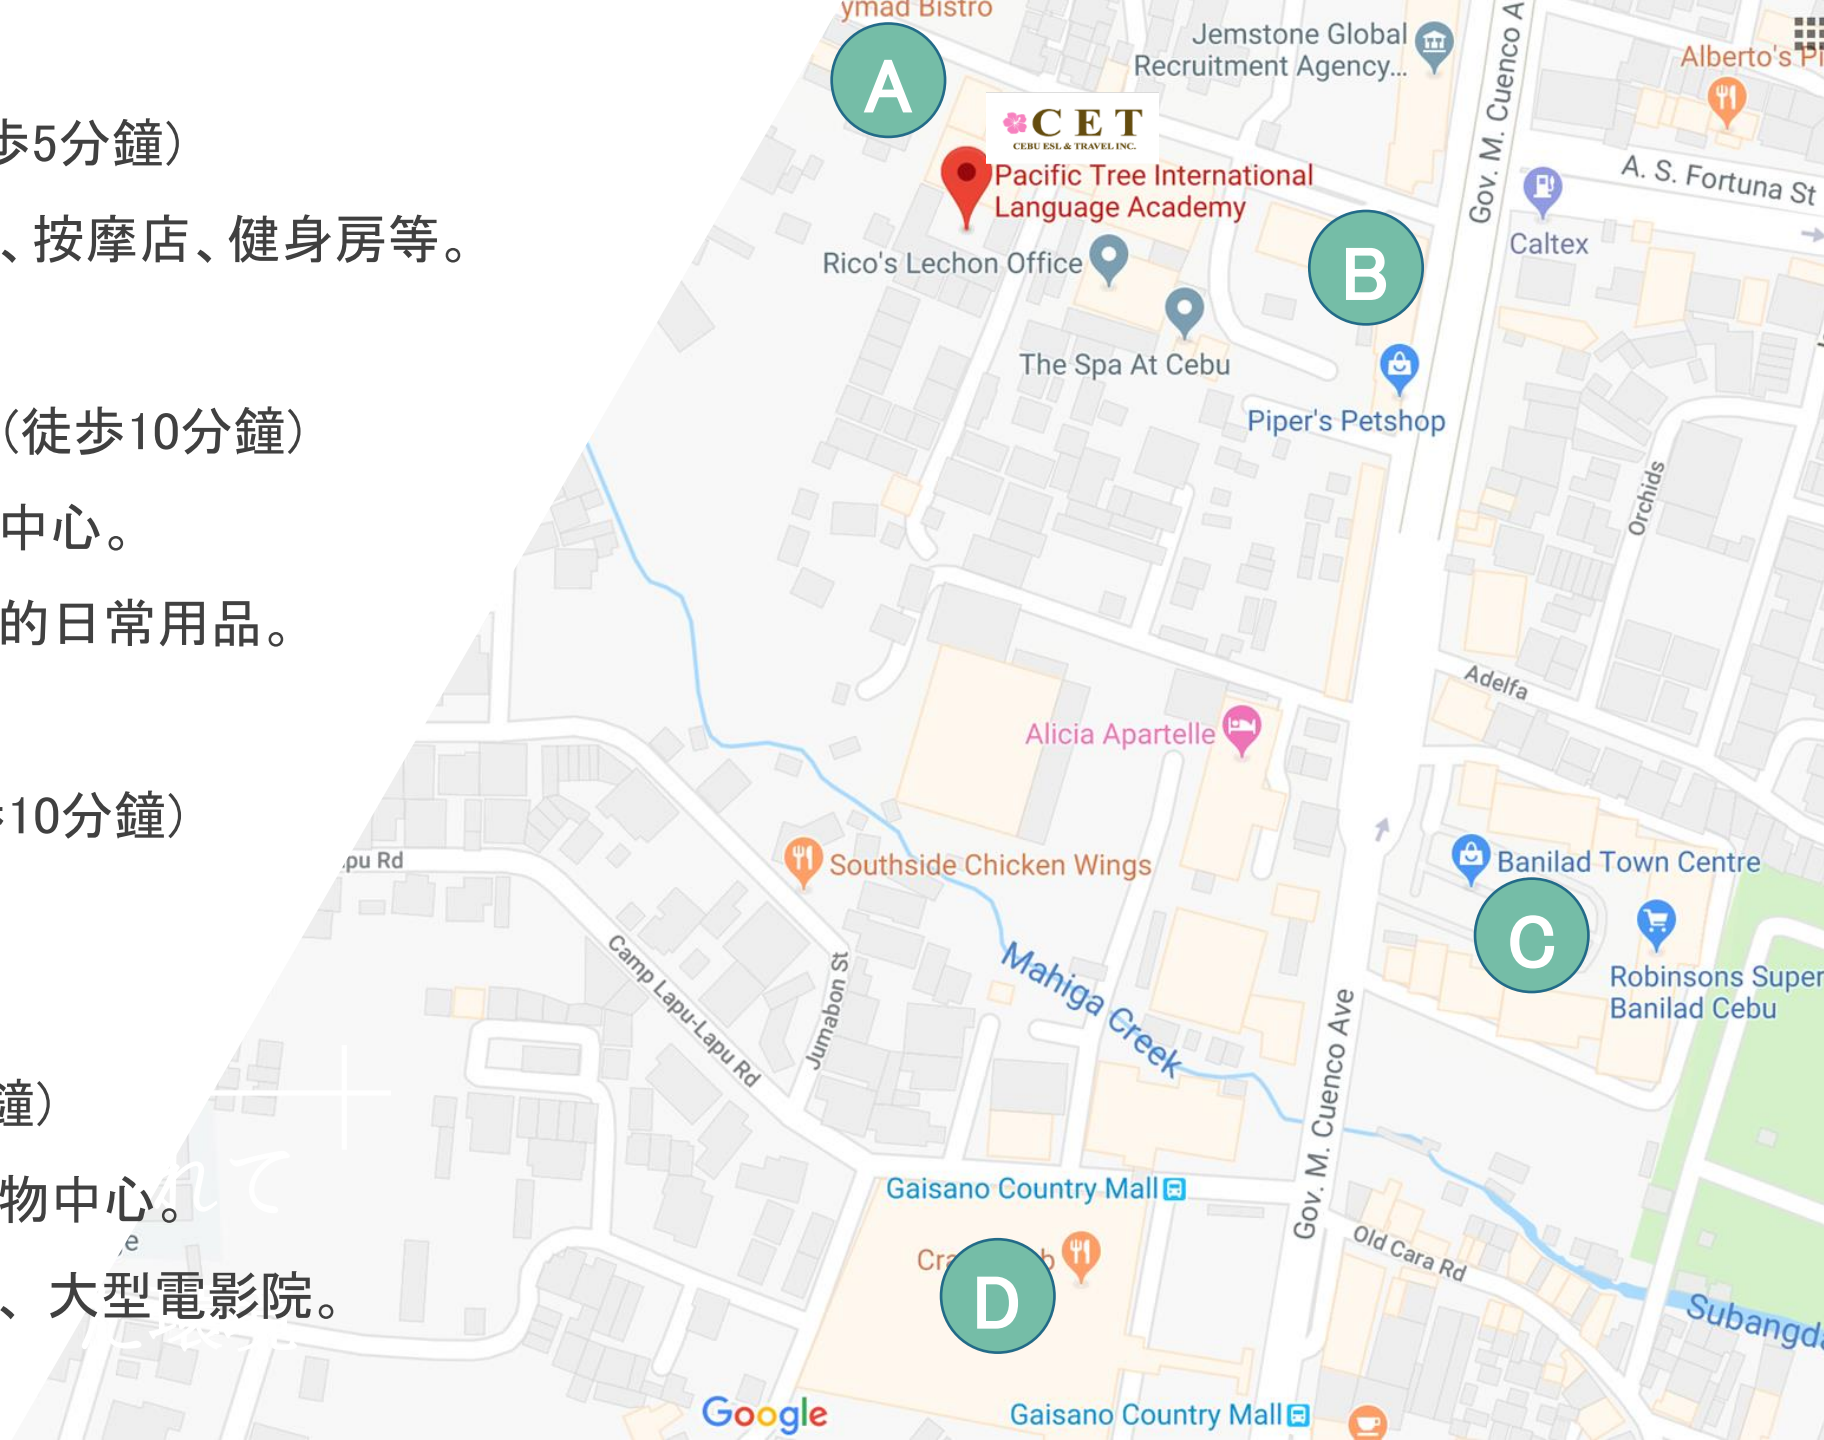 步5分鐘）
、按摩店、健身房等。
（徒步10分鐘）
中心。
的日常用品。
10分鐘）
鐘）
物中心。
、大型電影院。
れて
ymad Bistro
A
Jemstone Global
Recruitment Agency...
Gov. M. Cuenco A
Alberto's Pi
CET
CEBU ESL & TRAVEL INC.
Pacific Tree International
Language Academy
A. S. Fortuna St
Caltex
Rico's Lechon Office
B
The Spa At Cebu
Piper's Petshop
Orchids
Adelfa
Alicia Apartelle
Southside Chicken Wings
Banilad Town Centre
C
Robinsons Super
Banilad Cebu
pu Rd
Camp Lapu-Lapu Rd
Jumabon St
Mahiga Creek
Gov. M. Cuenco Ave
Gaisano Country Mall
Cra
b
D
Old Cara Rd
Subangd
Google
Gaisano Country Mall